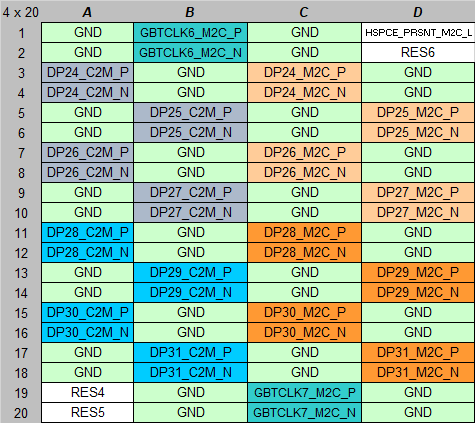 4 x 20 A B C D
1 GND GBTCLK6_M2C_P GND HSPCE_PRSNT_M2C_L
2 GND GBTCLK6_M2C_N GND RES6
3 DP24_C2M_P GND DP24_M2C_P GND
4 DP24_C2M_N GND DP24_M2C_N GND
5 GND DP25_C2M_P GND DP25_M2C_P
6 GND DP25_C2M_N GND DP25_M2C_N
7 DP26_C2M_P GND DP26_M2C_P GND
8 DP26_C2M_N GND DP26_M2C_N GND
9 GND DP27_C2M_P GND DP27_M2C_P
10 GND DP27_C2M_N GND DP27_M2C_N
11 DP28_C2M_P GND DP28_M2C_P GND
12 DP28_C2M_N GND DP28_M2C_N GND
13 GND DP29_C2M_P GND DP29_M2C_P
14 GND DP29_C2M_N GND DP29_M2C_N
15 DP30_C2M_P GND DP30_M2C_P GND
16 DP30_C2M_N GND DP30_M2C_N GND
17 GND DP31_C2M_P GND DP31_M2C_P
18 GND DP31_C2M_N GND DP31_M2C_N
19 RES4 GND GBTCLK7_M2C_P GND
20 RES5 GND GBTCLK7_M2C_N GND